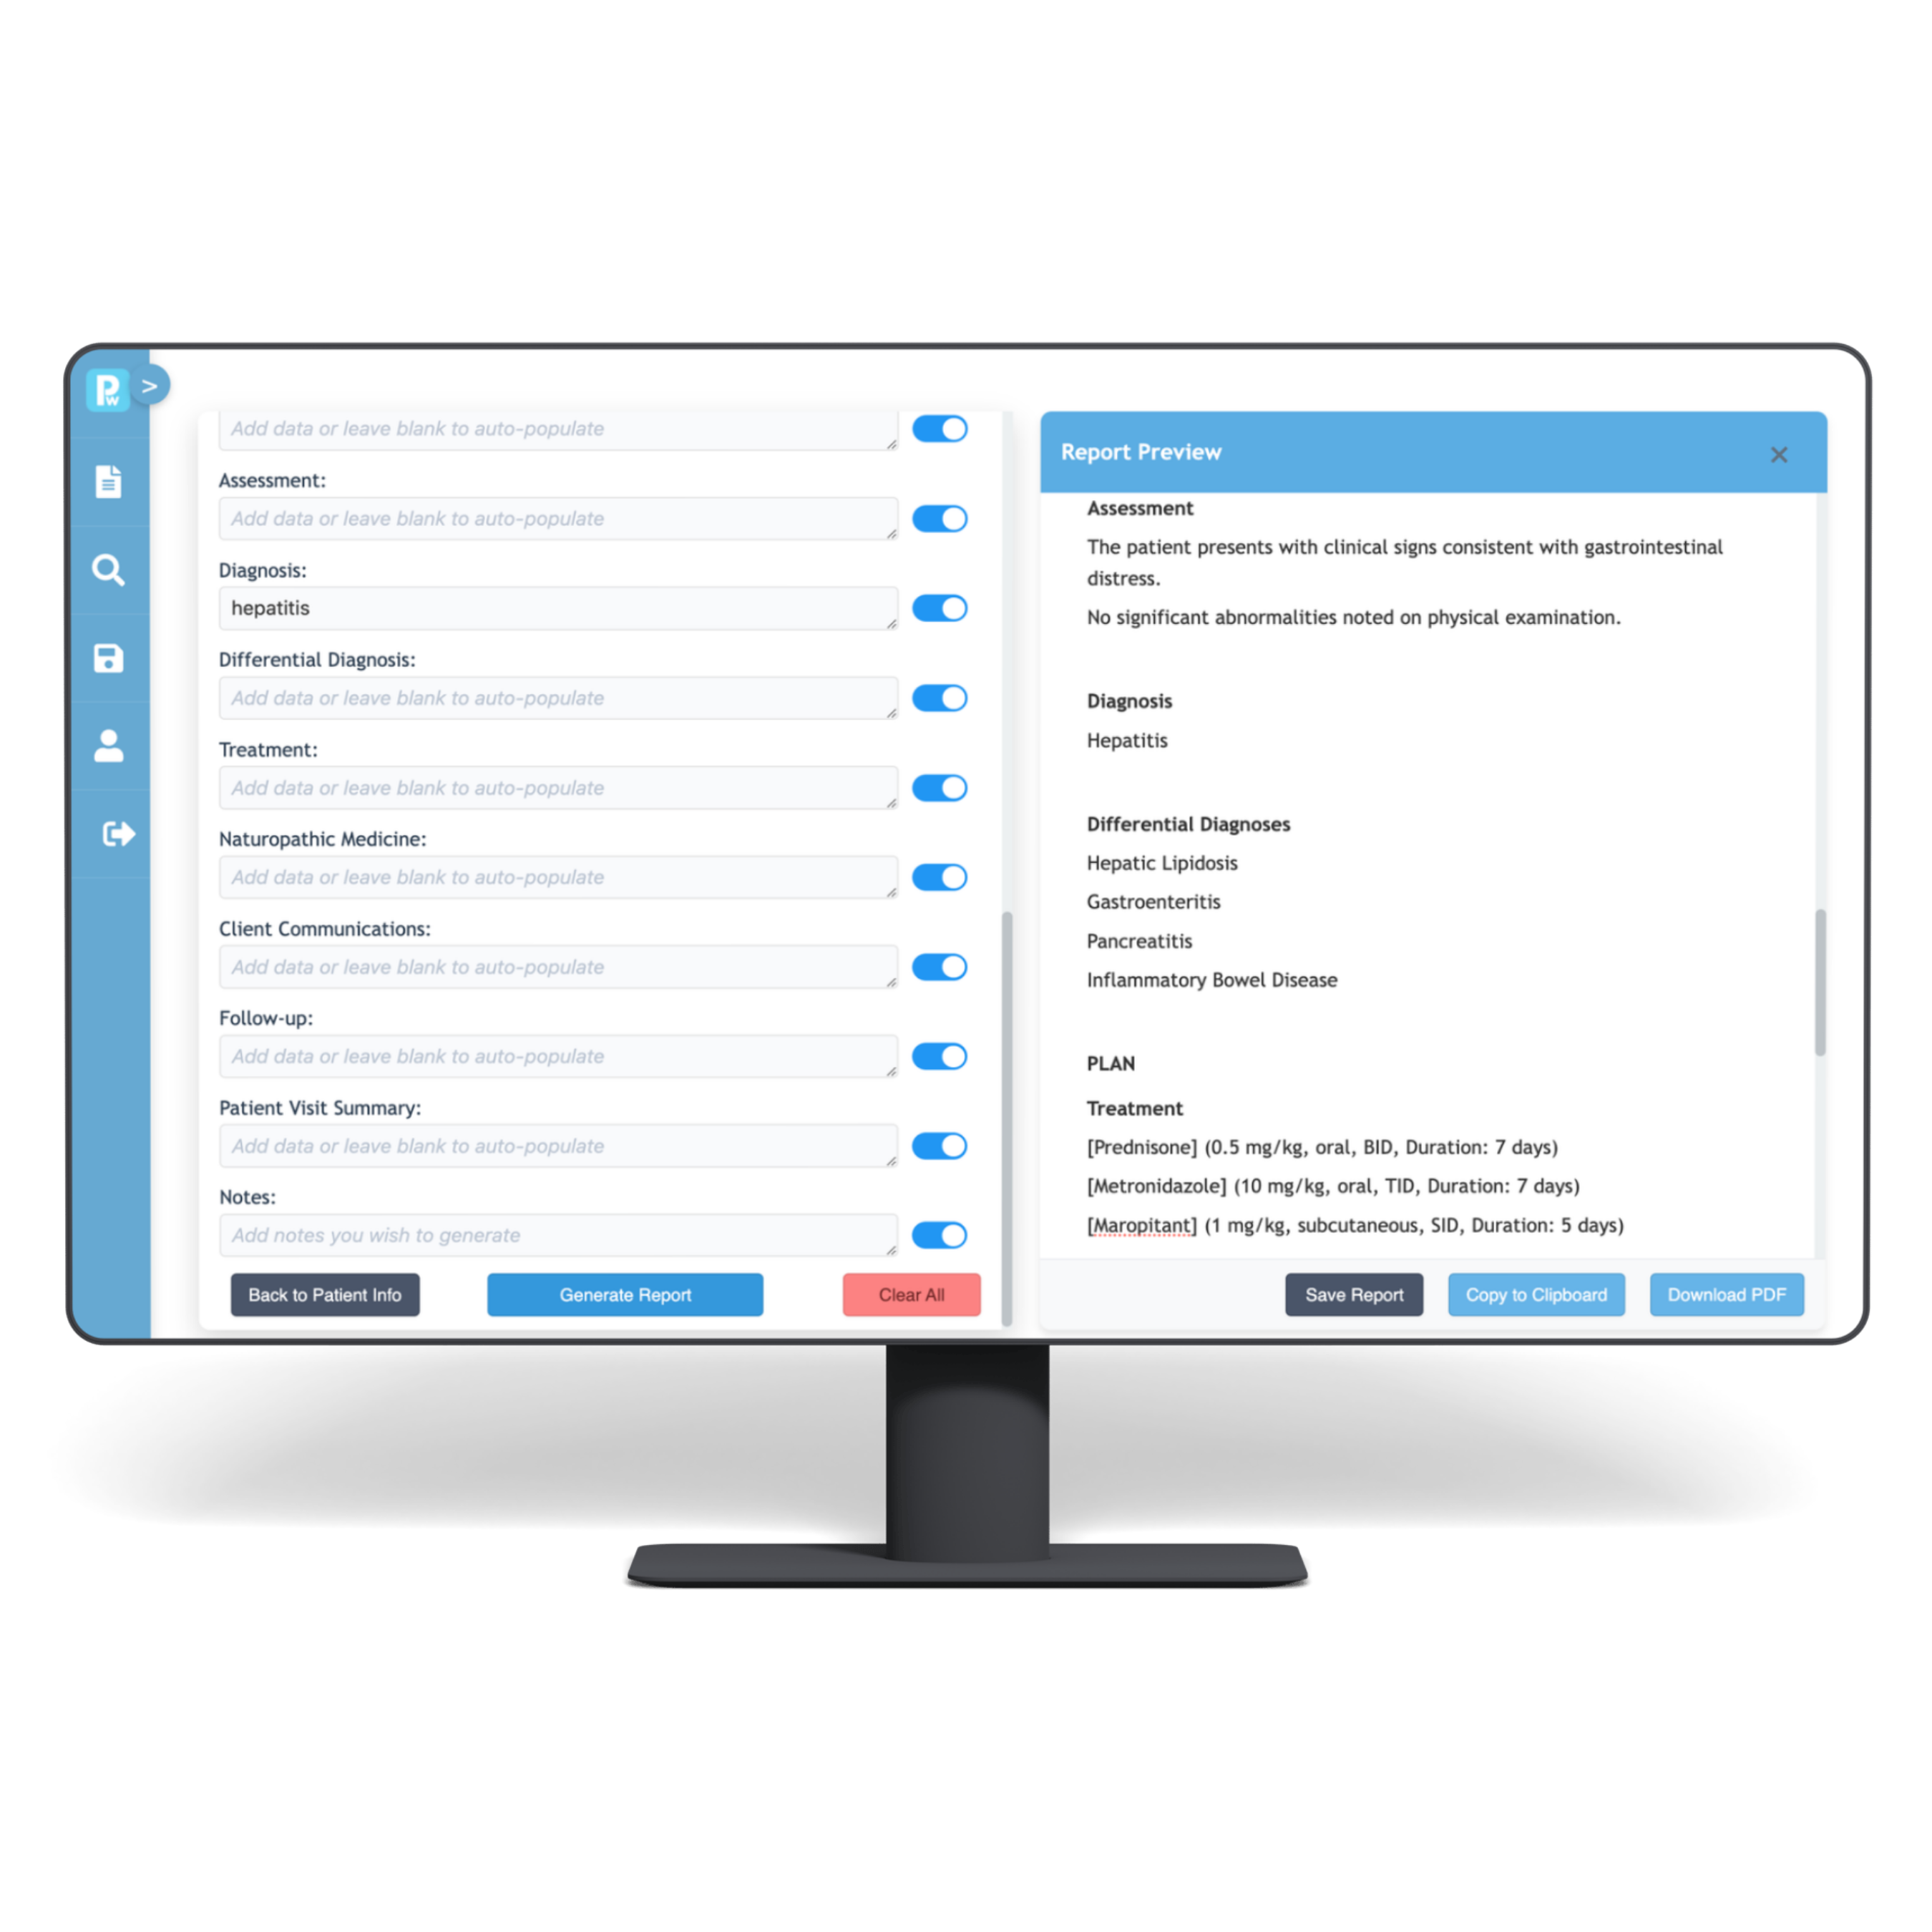 Pw
>
Add data or leave blank to auto-populate
Assessment:
Add data or leave blank to auto-populate
Diagnosis:
hepatitis
Differential Diagnosis:
Add data or leave blank to auto-populate
Treatment:
Add data or leave blank to auto-populate
Naturopathic Medicine:
Add data or leave blank to auto-populate
Client Communications:
Add data or leave blank to auto-populate
Follow-up:
Add data or leave blank to auto-populate
Patient Visit Summary:
Add data or leave blank to auto-populate
Notes:
Add notes you wish to generate
Back to Patient Info
Generate Report
Clear All
Report Preview
Assessment
The patient presents with clinical signs consistent with gastrointestinal
distress.
No significant abnormalities noted on physical examination.
Diagnosis
Hepatitis
Differential Diagnoses
Hepatic Lipidosis
Gastroenteritis
Pancreatitis
Inflammatory Bowel Disease
PLAN
Treatment
[Prednisone] (0.5 mg/kg, oral, BID, Duration: 7 days)
[Metronidazole] (10 mg/kg, oral, TID, Duration: 7 days)
[Maropitant] (1 mg/kg, subcutaneous, SID, Duration: 5 days)
Save Report
Copy to Clipboard
Download PDF